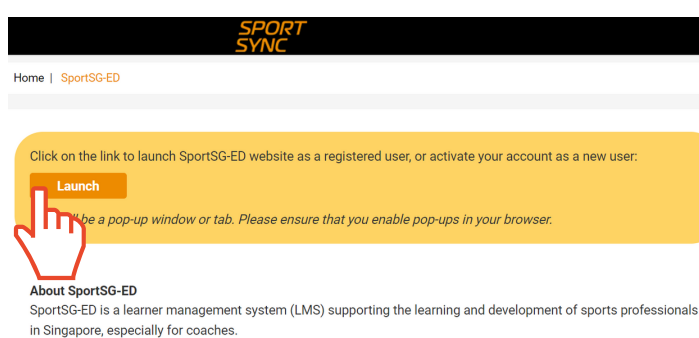 SPORT
SYNC
Home | SportSG-ED
Click on the link to launch SportSG-ED website as a registered user, or activate your account as a new user:
Launch
be a pop-up window or tab. Please ensure that you enable pop-ups in your browser.
About SportSG-ED
SportSG-ED is a learner management system (LMS) supporting the learning and development of sports professionals
in Singapore, especially for coaches.